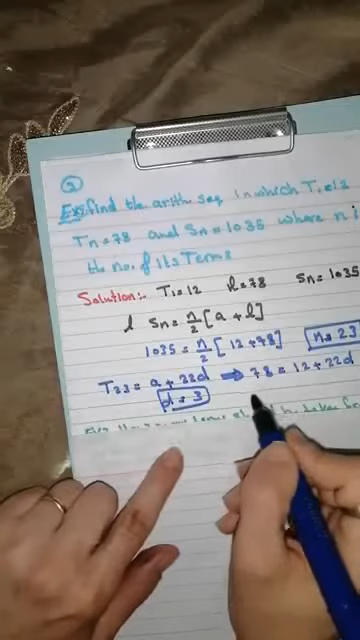 ②
Ex: find the arith seq in which T₁=12
Tn=78 and Sn=1035 where n i
the no. of its Terms
Solution:- T₁=12 l=78 Sn=1035
l Sn= n/2 [a+l]
1035 = n/2 [12+78] n=23
T23= a+22d ⇒ 78 = 12+22d
d=3